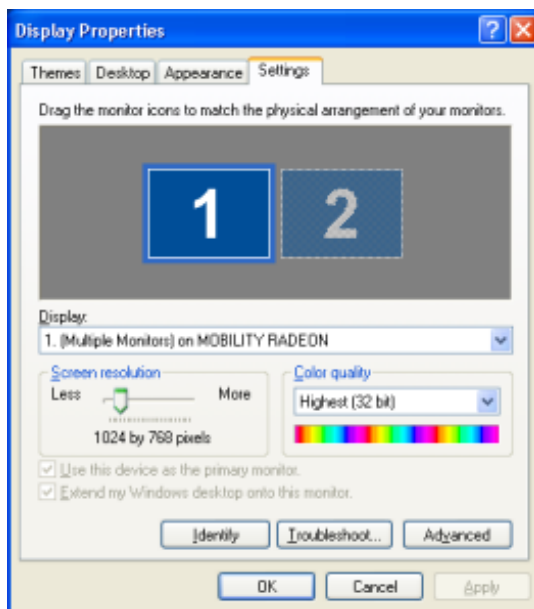 Display Properties
Themes Desktop Appearance Settings
Drag the monitor icons to match the physical arrangement of your monitors.
1 2
Display:
1. (Multiple Monitors) on MOBILITY RADEON
Screen resolution Color quality
Less More Highest (32 bit)
1024 by 768 pixels
Use this device as the primary monitor.
Extend my Windows desktop onto this monitor.
Identify Troubleshoot... Advanced
OK Cancel Apply